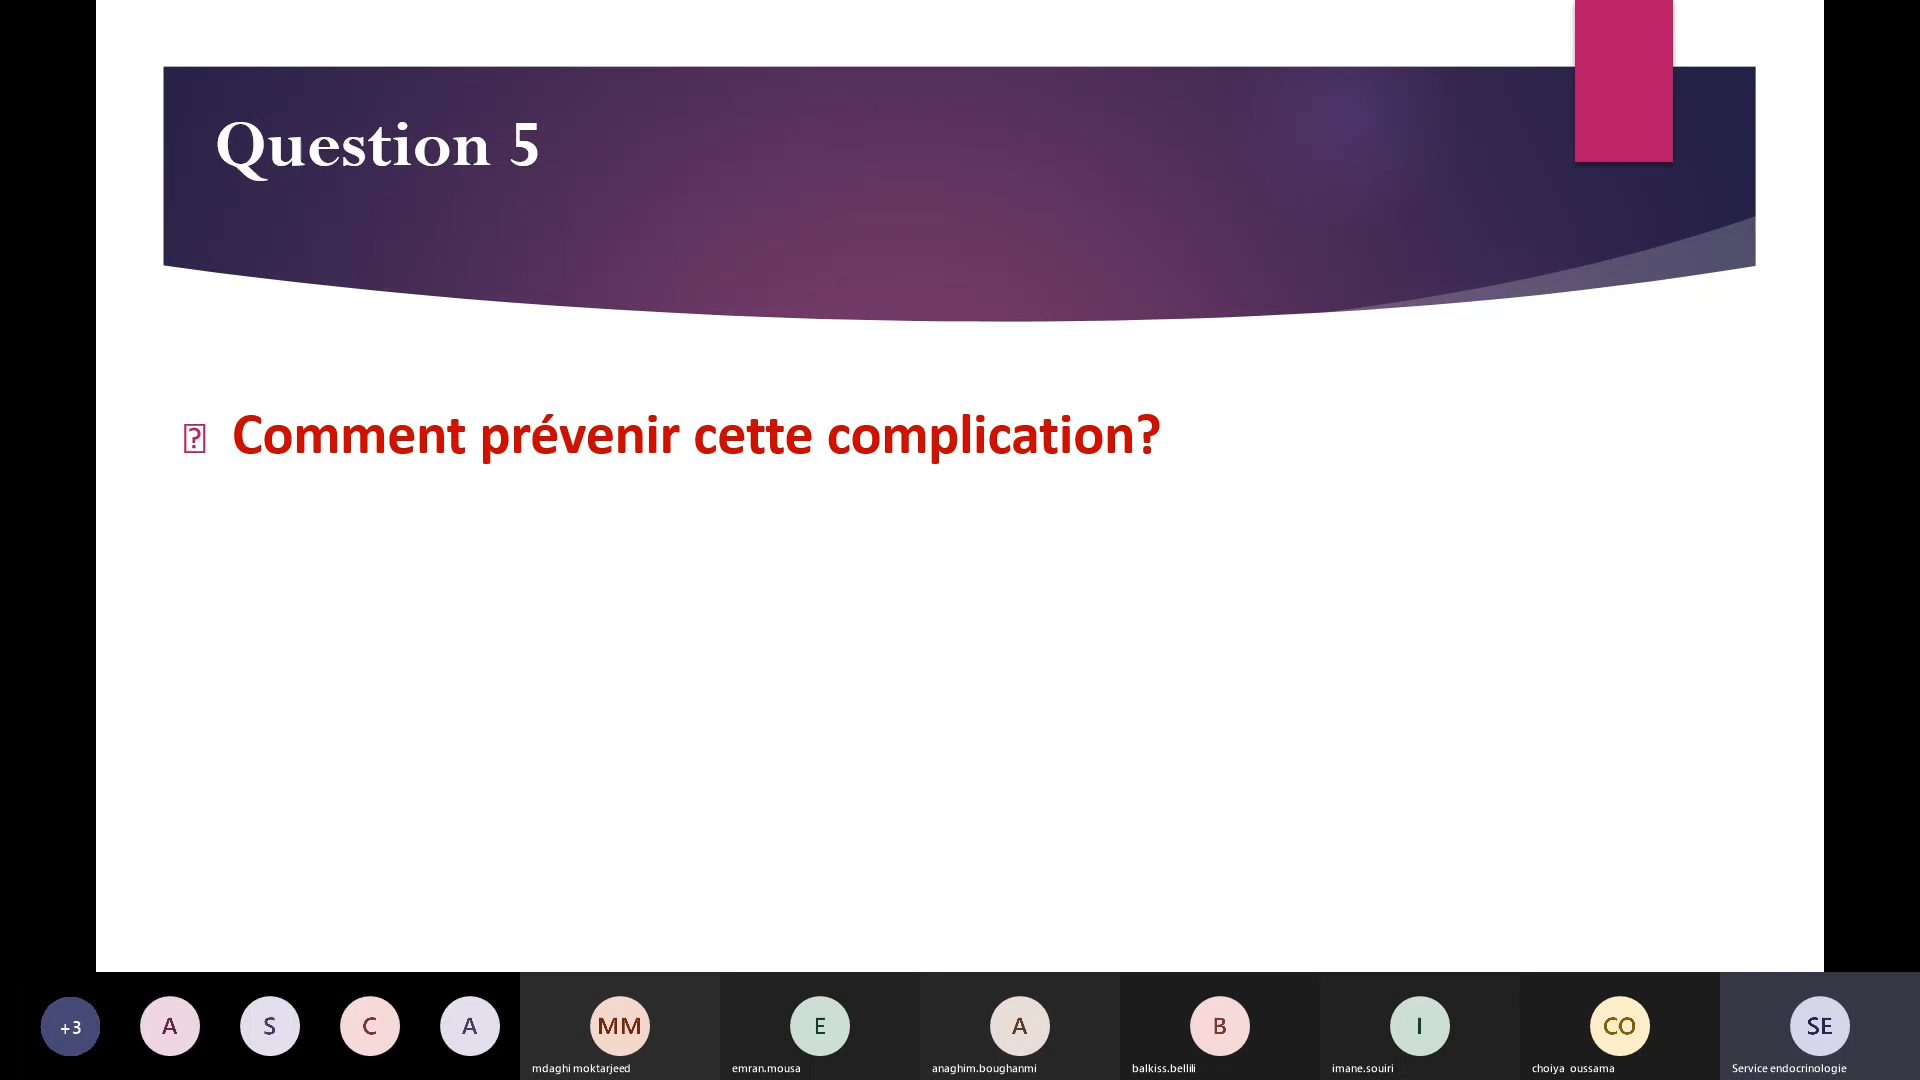 Question 5
Comment prévenir cette complication?
+3
A
S
C
A
MM
E
A
B
I
CO
SE
mdaghi moktarjeed
emran.mousa
anaghim.boughanmi
balkiss.bellili
imane.souiri
choiya oussama
Service endocrinologie